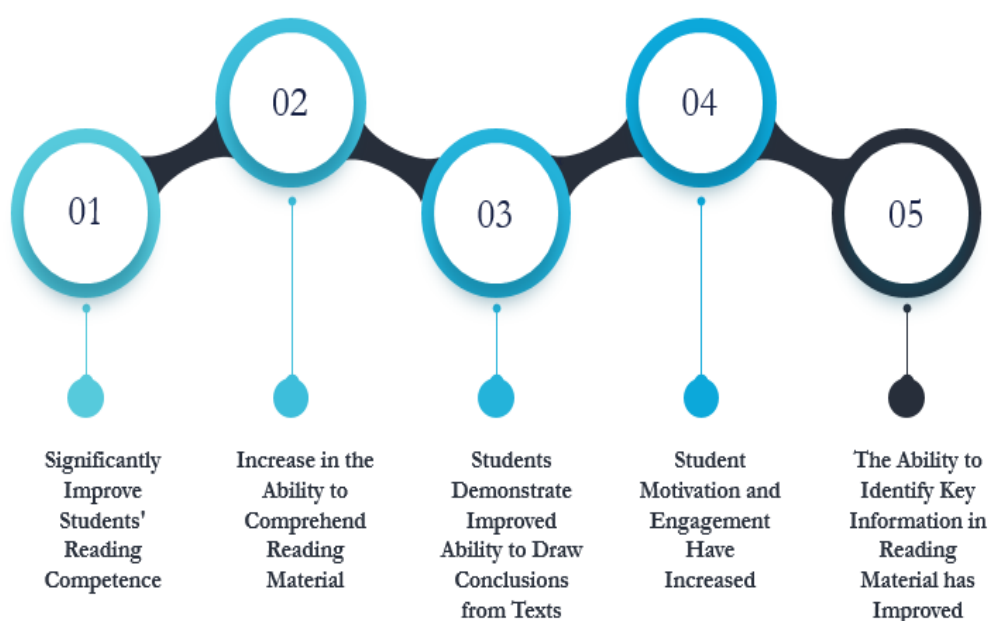 01
02
03
04
05
Significantly
Improve
Students'
Reading
Competence
Increase in the
Ability to
Comprehend
Reading
Material
Students
Demonstrate
Improved
Ability to Draw
Conclusions
from Texts
Student
Motivation and
Engagement
Have
Increased
The Ability to
Identify Key
Information in
Reading
Material has
Improved